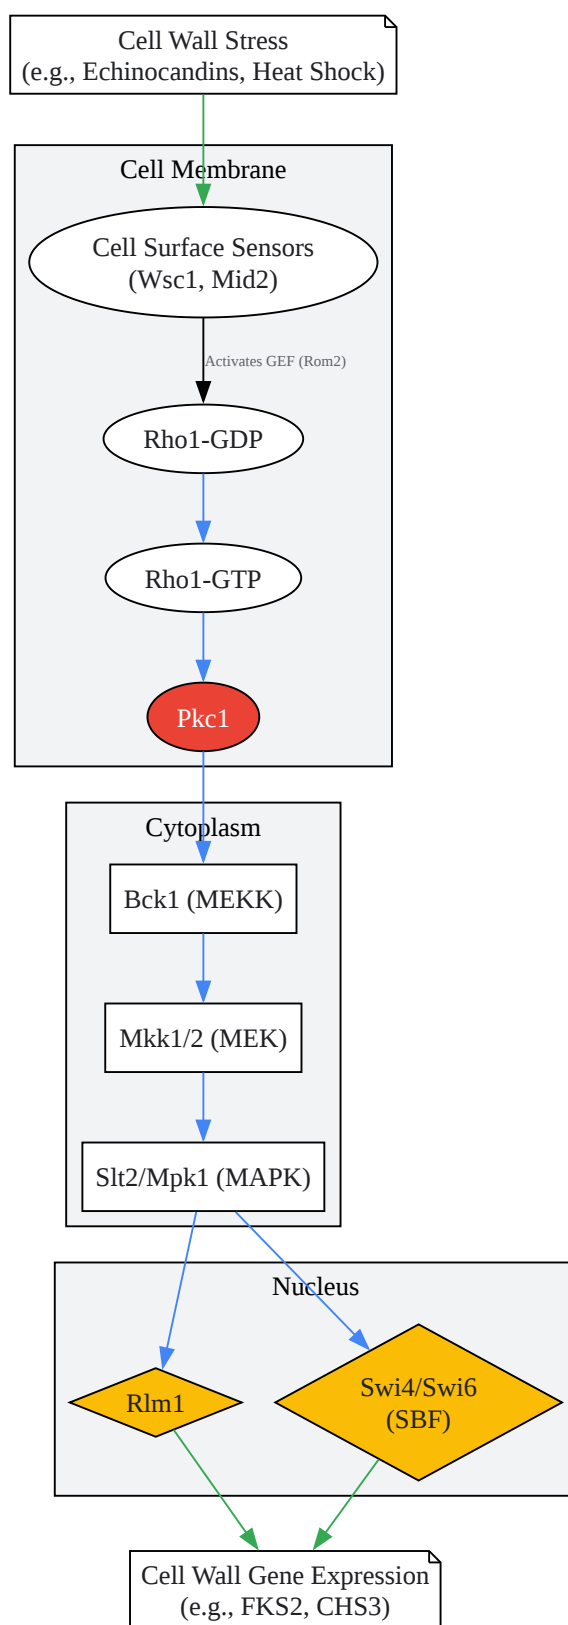 Cell Wall Stress
(e.g., Echinocandins, Heat Shock)
Cell Membrane
Cell Surface Sensors
(Wsc1, Mid2)
Activates GEF (Rom2)
Rho1-GDP
Rho1-GTP
Pkc1
Cytoplasm
Bck1 (MEKK)
Mkk1/2 (MEK)
Slt2/Mpk1 (MAPK)
Nucleus
Rlm1
Swi4/Swi6
(SBF)
Cell Wall Gene Expression
(e.g., FKS2, CHS3)